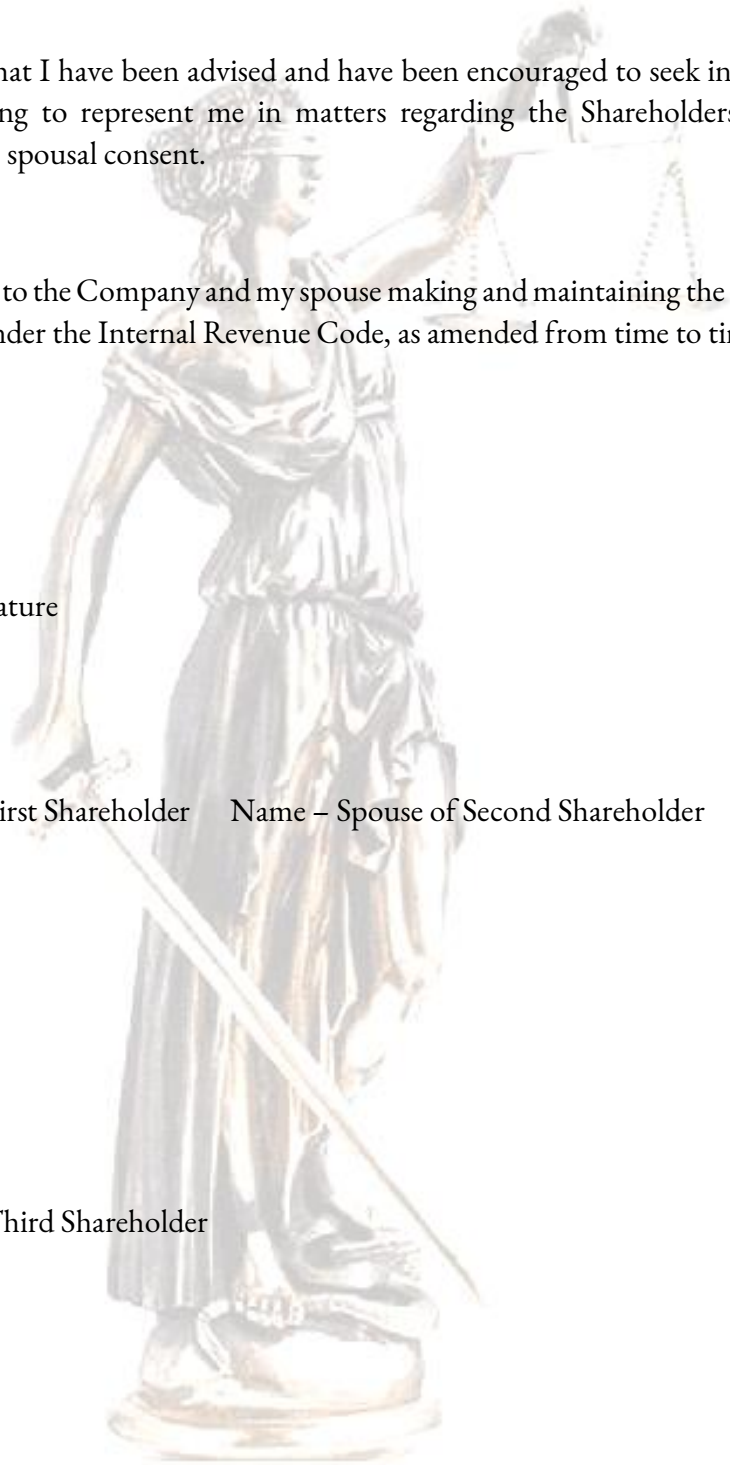 hat I have been advised and have been encouraged to seek in
ng to represent me in matters regarding the Shareholders
spousal consent.
to the Company and my spouse making and maintaining the
nder the Internal Revenue Code, as amended from time to ti
ature
irst Shareholder Name – Spouse of Second Shareholder
Third Shareholder